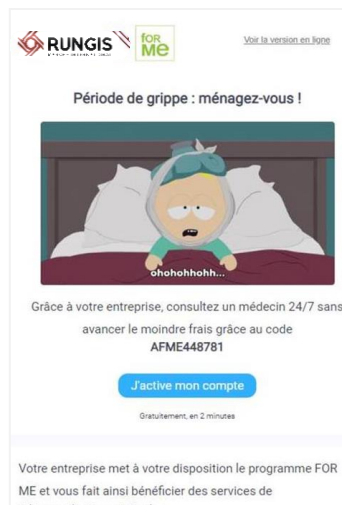 RUNGIS
FOR
ME
Voir la version en ligne
Période de grippe : ménagez-vous !
ohohohhohh...
Grâce à votre entreprise, consultez un médecin 24/7 sans
avancer le moindre frais grâce au code
AFME448781
J'active mon compte
Gratuitement, en 2 minutes
Votre entreprise met à votre disposition le programme FOR
ME et vous fait ainsi bénéficier des services de